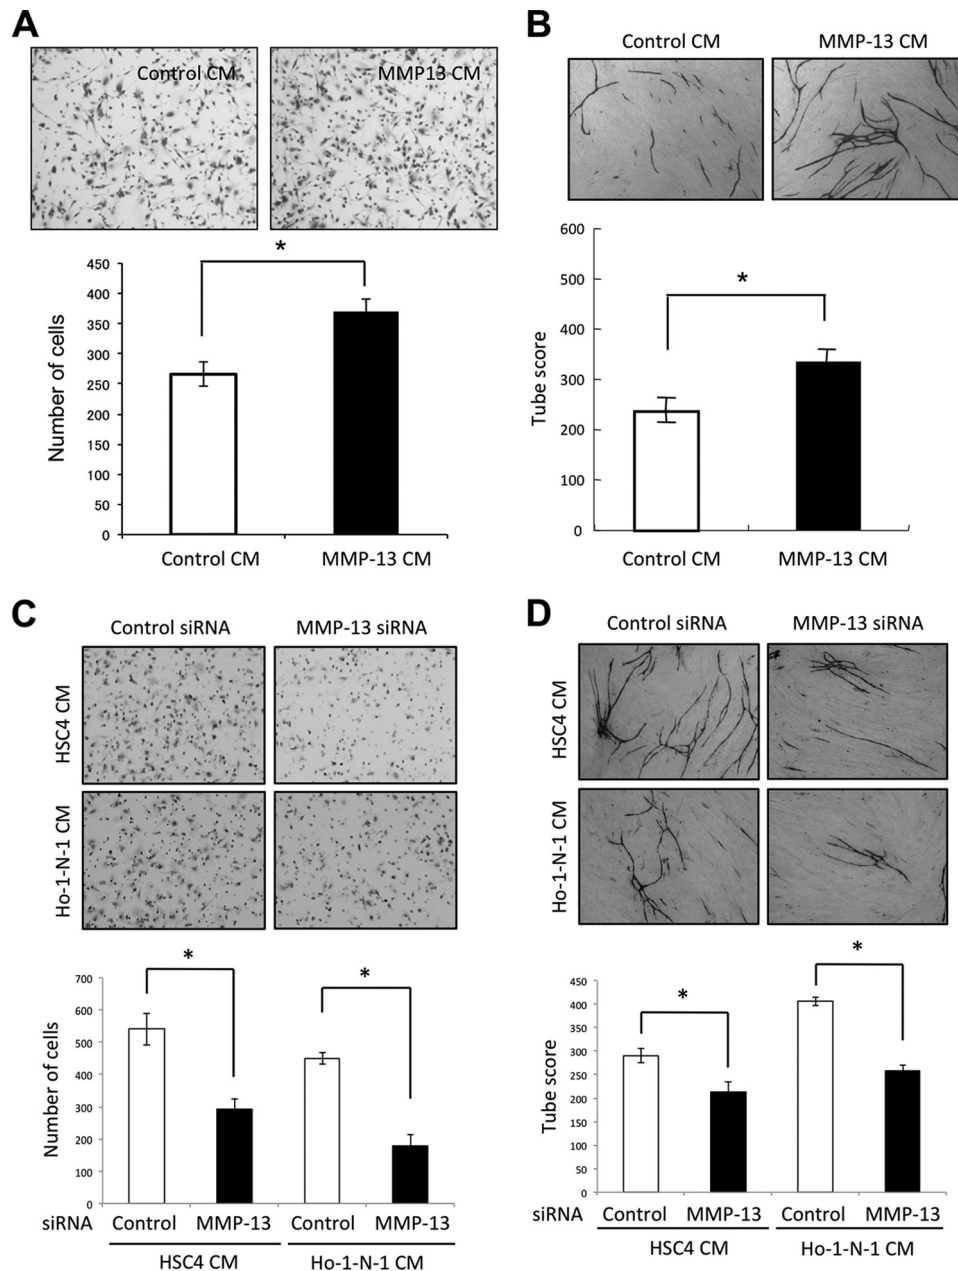 A
Control CM
MMP13 CM
*
Number of cells
450
400
350
300
250
200
150
100
50
0
Control CM
MMP-13 CM
B
Control CM
MMP-13 CM
*
Tube score
600
500
400
300
200
100
0
Control CM
MMP-13 CM
C
Control siRNA
MMP-13 siRNA
HSC4 CM
Ho-1-N-1 CM
*
*
Number of cells
700
600
500
400
300
200
100
0
siRNA Control MMP-13 Control MMP-13
HSC4 CM
Ho-1-N-1 CM
D
Control siRNA
MMP-13 siRNA
HSC4 CM
Ho-1-N-1 CM
*
*
Tube score
450
400
350
300
250
200
150
100
50
0
siRNA Control MMP-13 Control MMP-13
HSC4 CM
Ho-1-N-1 CM